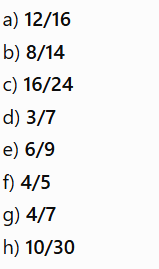 a) 12/16
b) 8/14
c) 16/24
d) 3/7
e) 6/9
f) 4/5
g) 4/7
h) 10/30